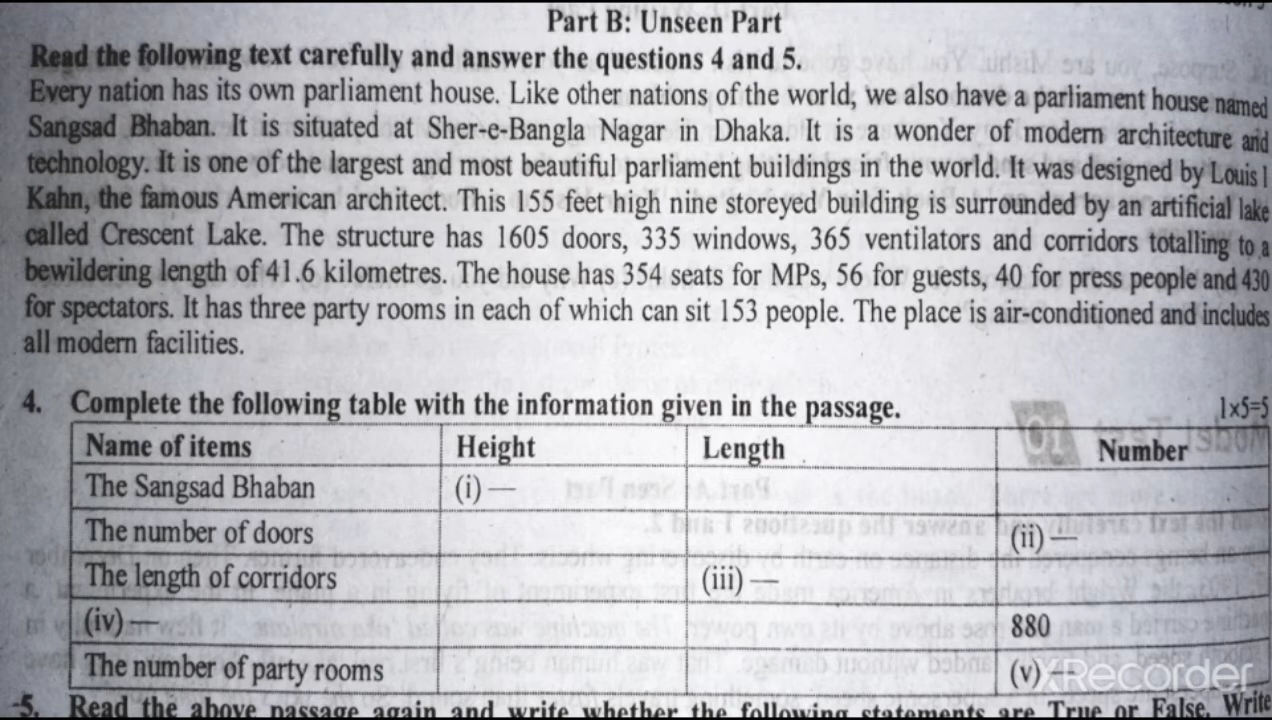 Part B: Unseen Part
Read the following text carefully and answer the questions 4 and 5.
Every nation has its own parliament house. Like other nations of the world, we also have a parliament house named
Sangsad Bhaban. It is situated at Sher-e-Bangla Nagar in Dhaka. It is a wonder of modern architecture and
technology. It is one of the largest and most beautiful parliament buildings in the world. It was designed by Louis I
Kahn, the famous American architect. This 155 feet high nine storeyed building is surrounded by an artificial lake
called Crescent Lake. The structure has 1605 doors, 335 windows, 365 ventilators and corridors totalling to a
bewildering length of 41.6 kilometres. The house has 354 seats for MPs, 56 for guests, 40 for press people and 430
for spectators. It has three party rooms in each of which can sit 153 people. The place is air-conditioned and includes
all modern facilities.
4. Complete the following table with the information given in the passage. 1×5=5
Name of items Height Length Number
The Sangsad Bhaban (i) —
The number of doors (ii) —
The length of corridors (iii) —
(iv) — 880
The number of party rooms (v) —
XRecorder
5. Read the above passage again and write whether the following statements are True or False. Write